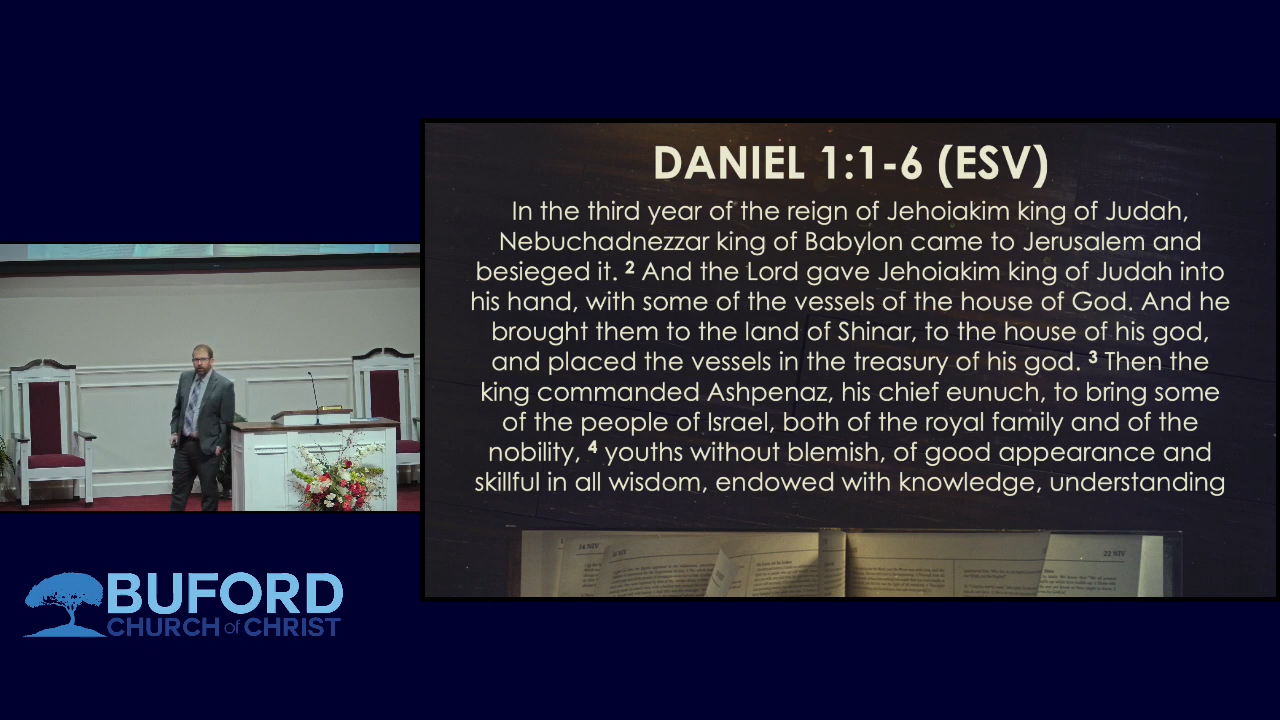 DANIEL 1:1-6 (ESV)
In the third year of the reign of Jehoiakim king of Judah,
Nebuchadnezzar king of Babylon came to Jerusalem and
besieged it. 2 And the Lord gave Jehoiakim king of Judah into
his hand, with some of the vessels of the house of God. And he
brought them to the land of Shinar, to the house of his god,
and placed the vessels in the treasury of his god. 3 Then the
king commanded Ashpenaz, his chief eunuch, to bring some
of the people of Israel, both of the royal family and of the
nobility, 4 youths without blemish, of good appearance and
skillful in all wisdom, endowed with knowledge, understanding
22 NIV
BUFORD
CHURCH of CHRIST